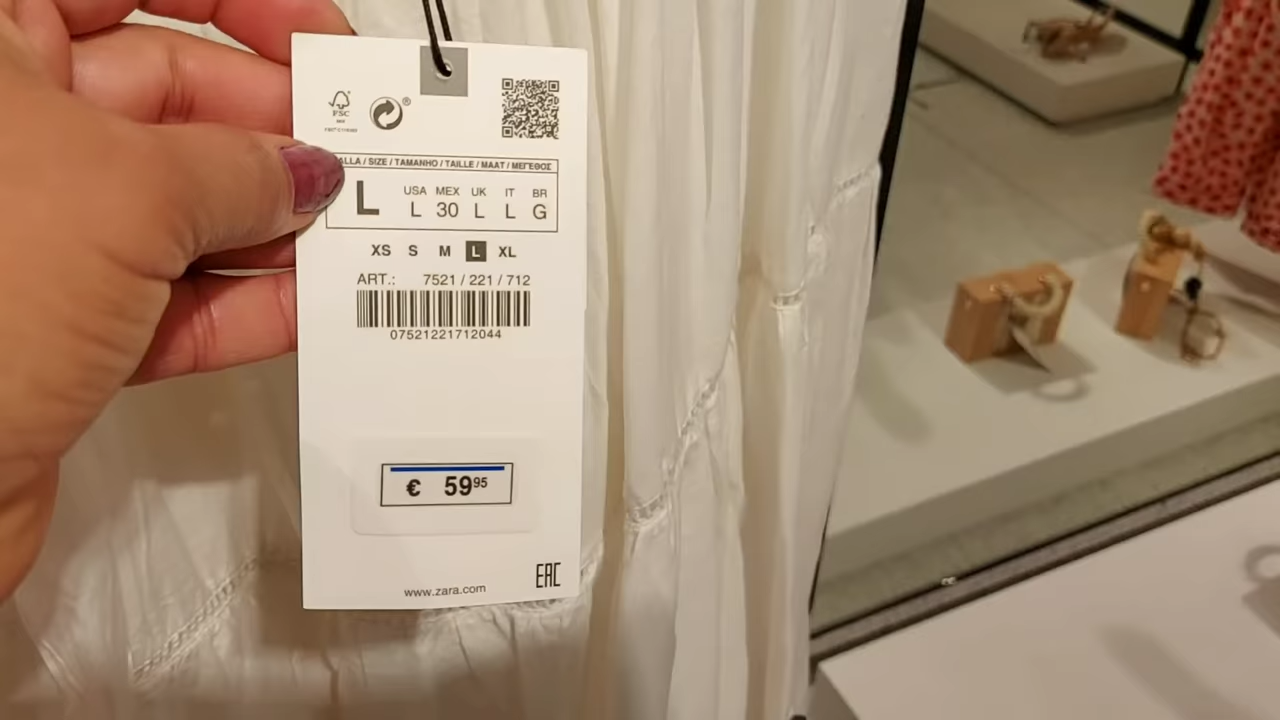 FSC
®
ALLA / SIZE / TAMANHO / TAILLE / MAAT / ΜΕΓΕΘΟΣ
L
USA MEX UK IT BR
L 30 L L G
XS S M L XL
ART.: 7521 / 221 / 712
07521221712044
€ 5995
www.zara.com
EAC